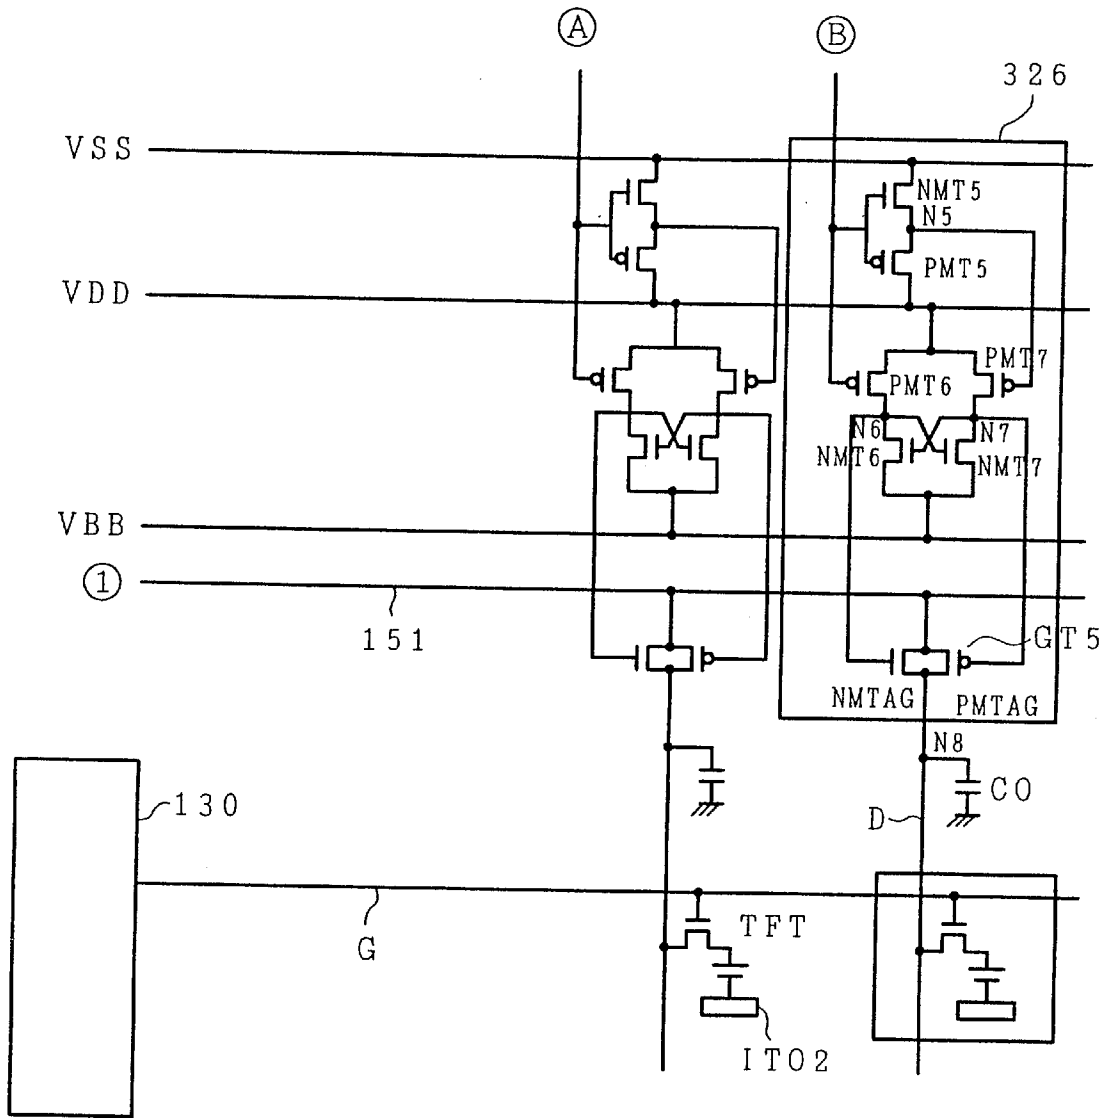 Ⓐ
Ⓑ
326
VSS
NMT5
N5
PMT5
VDD
PMT7
PMT6
N6
N7
NMT6
NMT7
VBB
①
151
GT5
NMTAG
PMTAG
N8
130
CO
D
G
TFT
ITO2